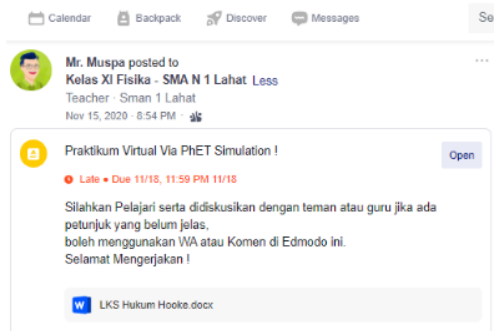 Calendar Backpack Discover Messages Se
Mr. Muspa posted to
Kelas XI Fisika - SMA N 1 Lahat Less
Teacher · Sman 1 Lahat
Nov 15, 2020 · 8:54 PM ·
Praktikum Virtual Via PhET Simulation ! Open
Late • Due 11/18, 11:59 PM 11/18
Silahkan Pelajari serta didiskusikan dengan teman atau guru jika ada
petunjuk yang belum jelas,
boleh menggunakan WA atau Komen di Edmodo ini.
Selamat Mengerjakan !
W LKS Hukum Hooke.docx